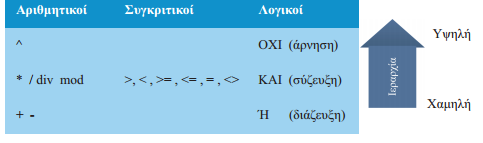 Αριθμητικοί Συγκριτικοί Λογικοί
^ ΟΧΙ (άρνηση)
* / div mod >, < , >= , <= , = , <> ΚΑΙ (σύζευξη)
+ - Ή (διάζευξη)
Υψηλή
Ιεραρχία
Χαμηλή